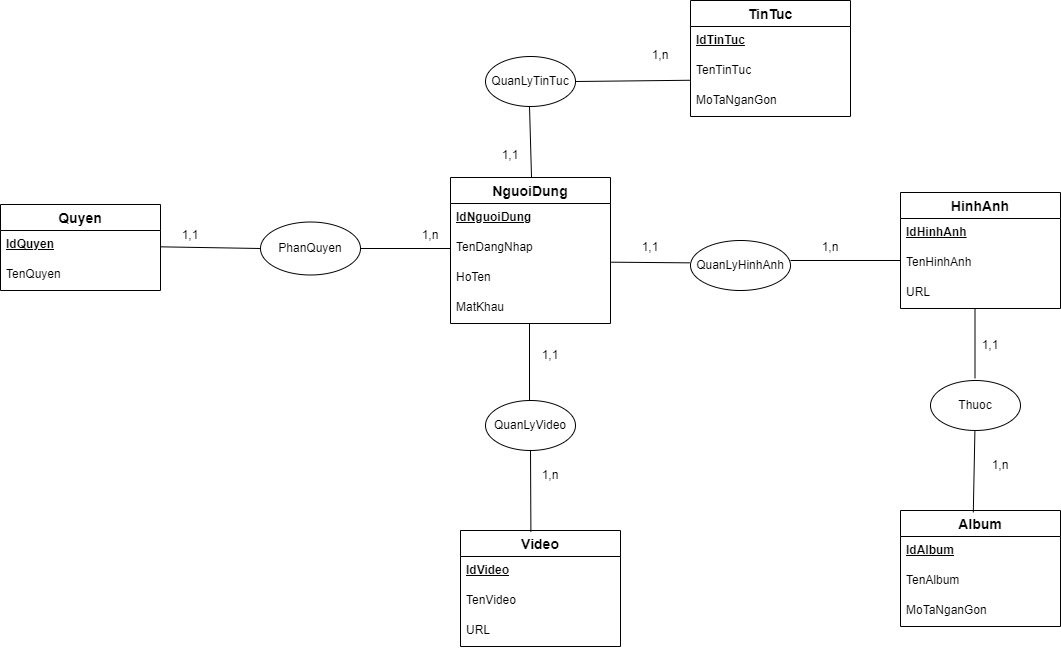 TinTuc
IdTinTuc
TenTinTuc
MoTaNganGon
1,n
QuanLyTinTuc
1,1
NguoiDung
IdNguoiDung
TenDangNhap
HoTen
MatKhau
Quyen
IdQuyen
TenQuyen
1,1
PhanQuyen
1,n
1,1
QuanLyHinhAnh
1,n
HinhAnh
IdHinhAnh
TenHinhAnh
URL
1,1
QuanLyVideo
1,n
Video
IdVideo
TenVideo
URL
1,1
Thuoc
1,n
Album
IdAlbum
TenAlbum
MoTaNganGon